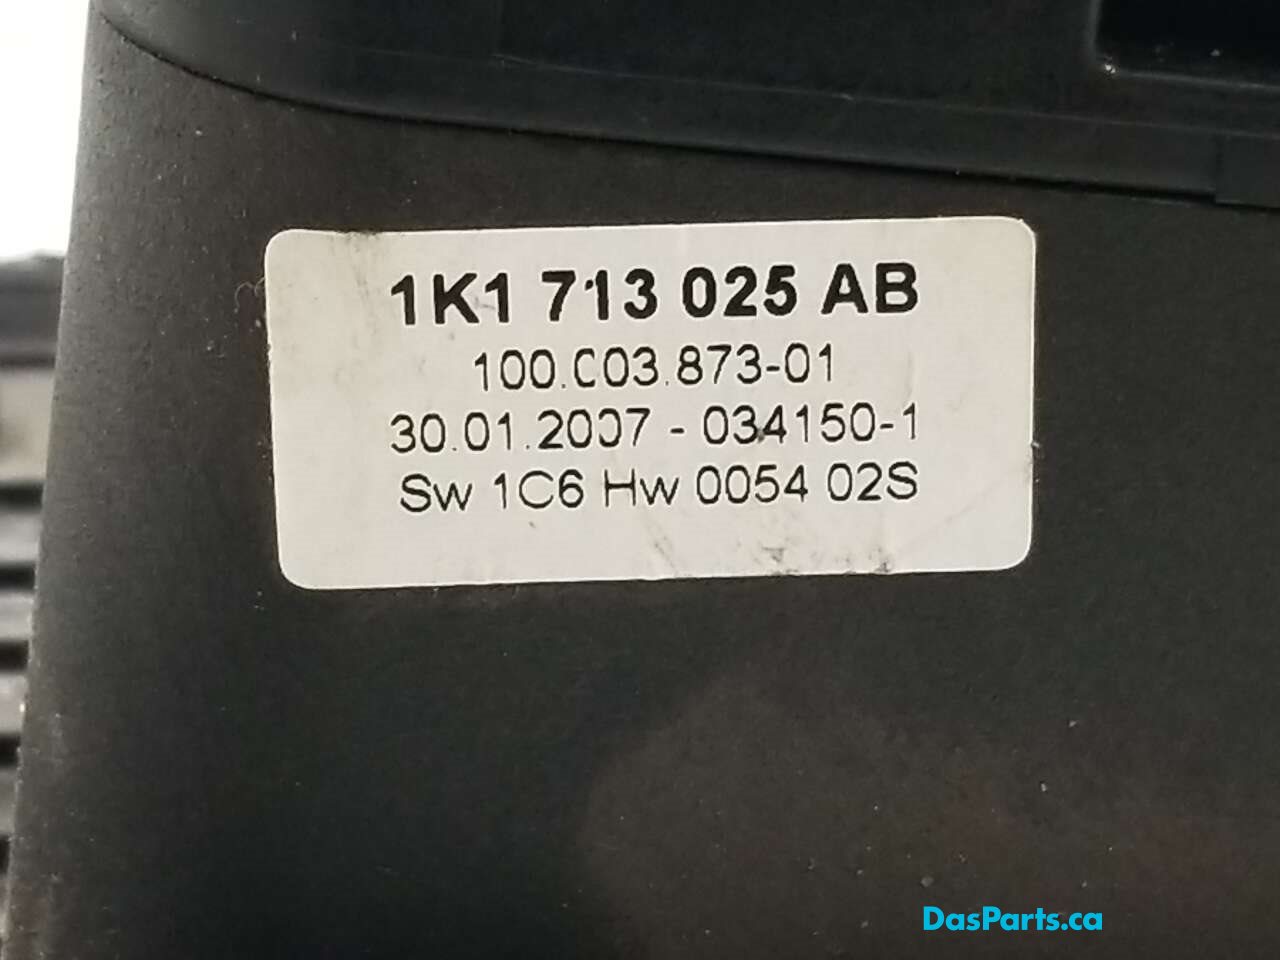 1K1 713 025 AB
100.003.873-01
30.01.2007 - 034150-1
Sw 1C6 Hw 0054 02S
DasParts.ca